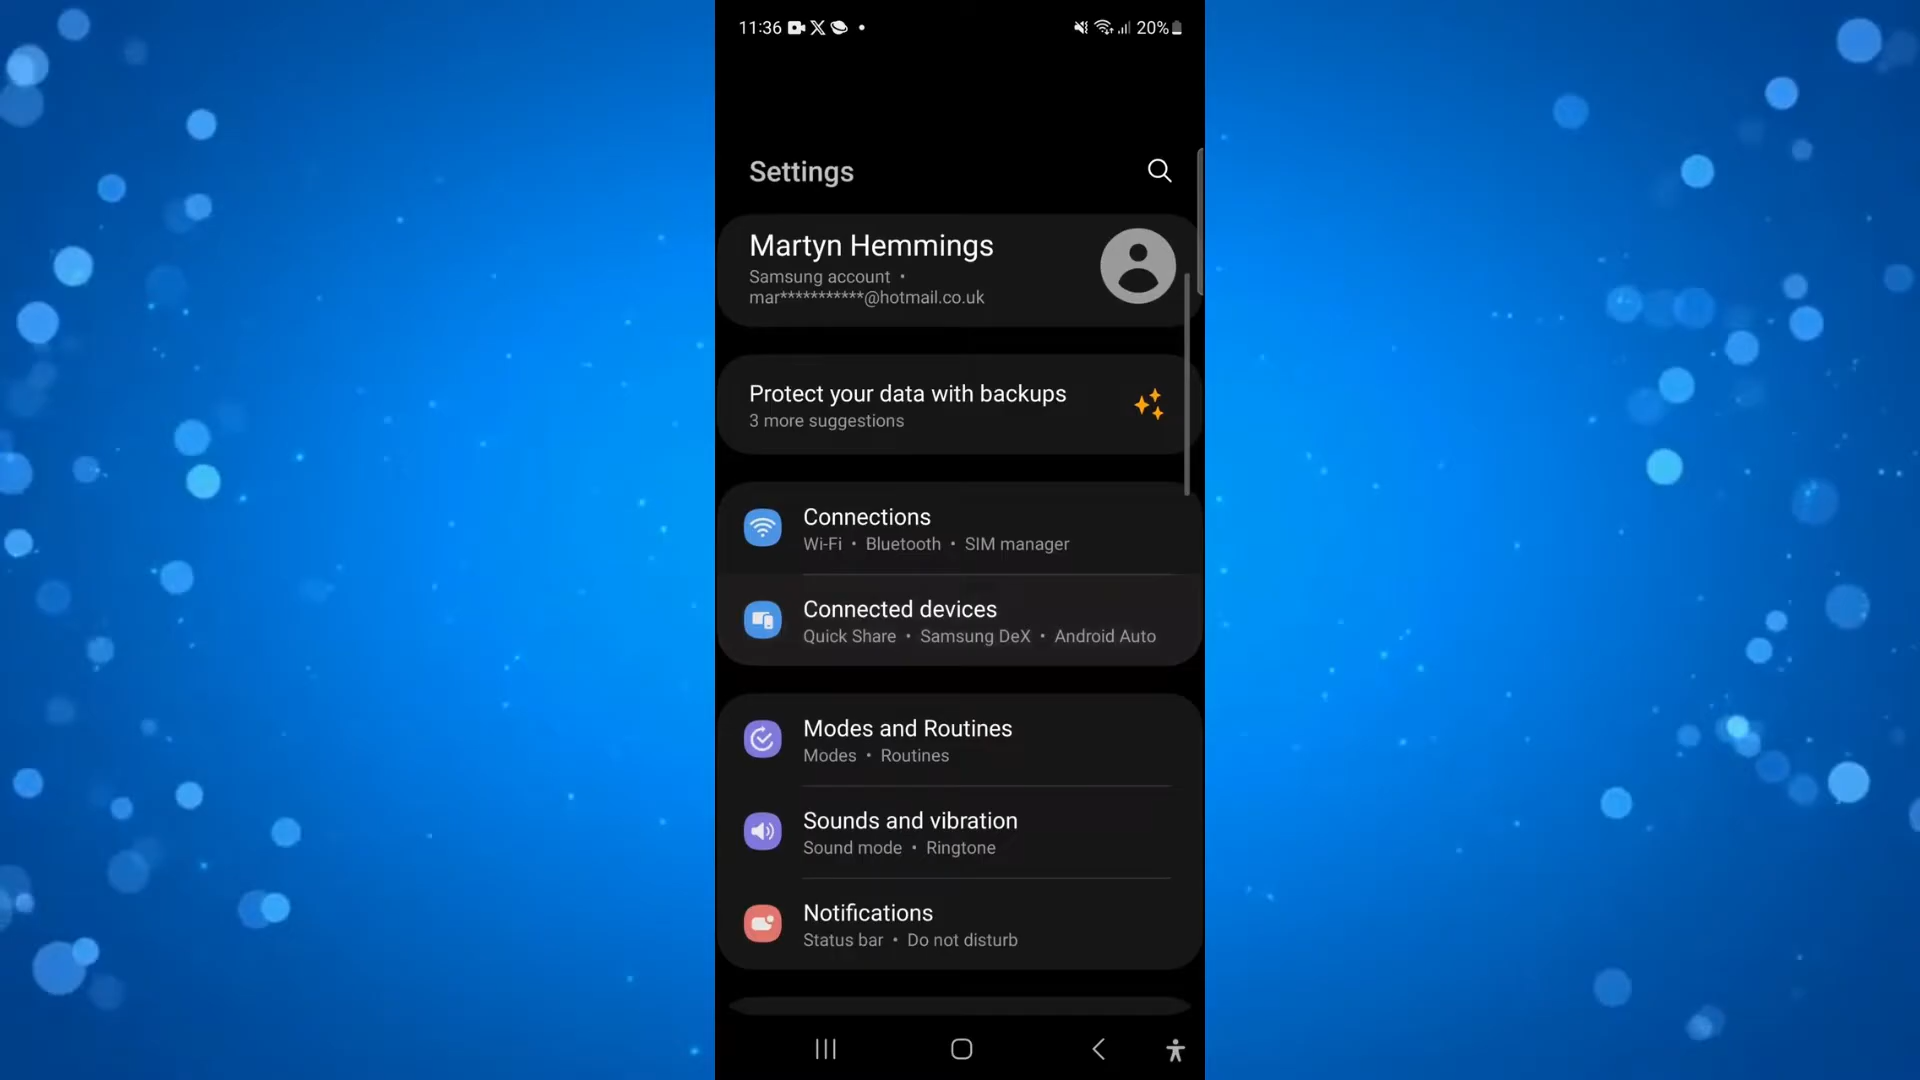 11:36 20%
Settings
Martyn Hemmings
Samsung account •
mar***********@hotmail.co.uk
Protect your data with backups
3 more suggestions
Connections
Wi-Fi • Bluetooth • SIM manager
Connected devices
Quick Share • Samsung DeX • Android Auto
Modes and Routines
Modes • Routines
Sounds and vibration
Sound mode • Ringtone
Notifications
Status bar • Do not disturb